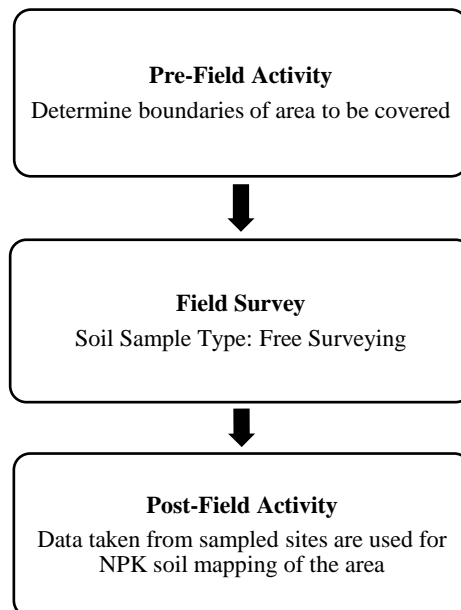 Pre-Field Activity
Determine boundaries of area to be covered
Field Survey
Soil Sample Type: Free Surveying
Post-Field Activity
Data taken from sampled sites are used for
NPK soil mapping of the area